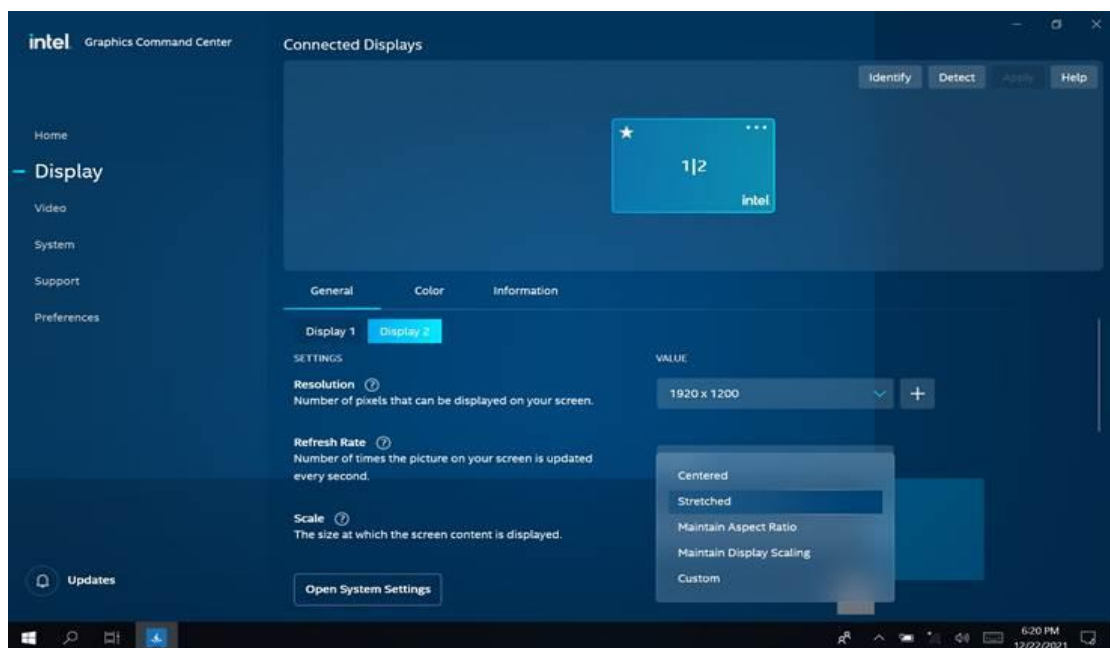 intel Graphics Command Center
Connected Displays
Identify Detect Apply Help
1|2
intel
Home
Display
Video
System
Support
Preferences
General Color Information
Display 1 Display 2
SETTINGS VALUE
Resolution ?
Number of pixels that can be displayed on your screen.
1920 x 1200 +
Refresh Rate ?
Number of times the picture on your screen is updated
every second.
Scale ?
The size at which the screen content is displayed.
Centered
Stretched
Maintain Aspect Ratio
Maintain Display Scaling
Custom
Open System Settings
Updates
6:20 PM
12/22/2021